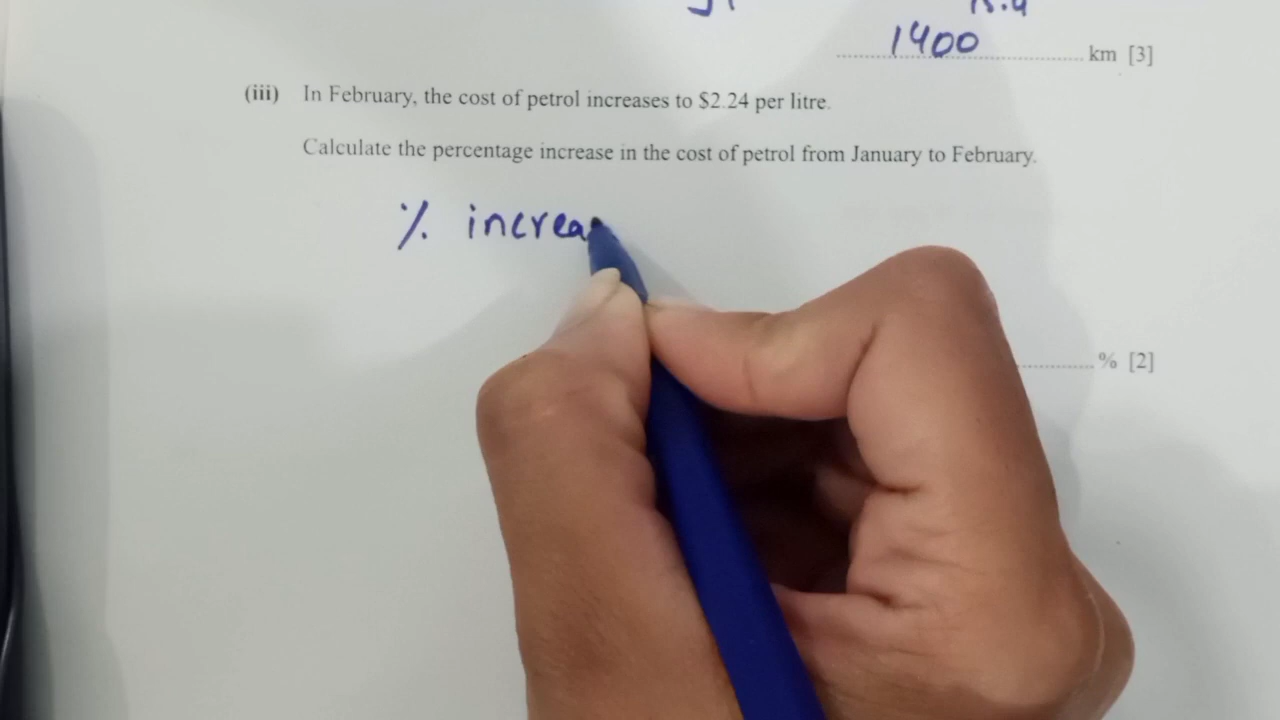 1400 km [3]
(iii) In February, the cost of petrol increases to $2.24 per litre.
Calculate the percentage increase in the cost of petrol from January to February.
% increa
% [2]